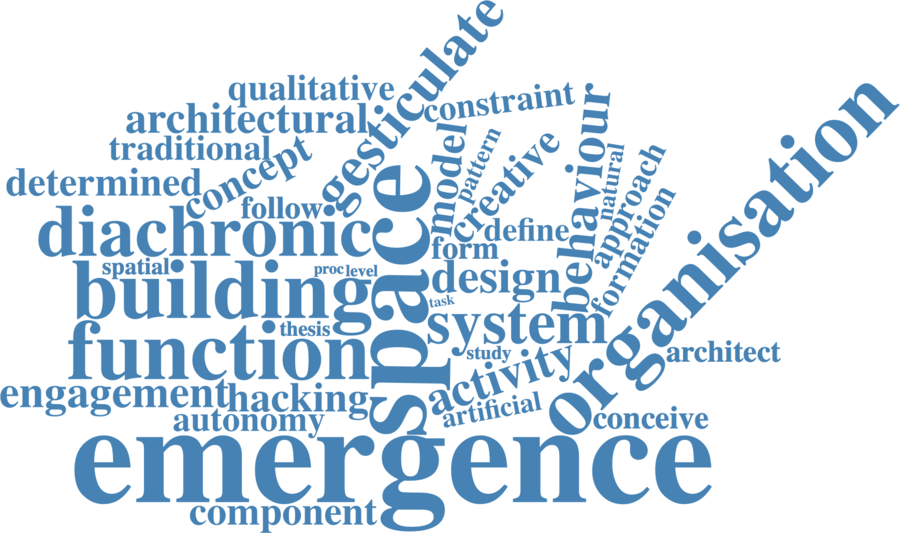 gesticulate
qualitative
constraint
architectural
organisation
behaviour
traditional
concept
model
pattern
creative
natural
approach
determined
space
follow
formation
diachronic
define
form
spatial
proc
level
building
design
task
system
thesis
function
study
architect
activity
engagement
hacking
artificial
autonomy
conceive
emergence
component